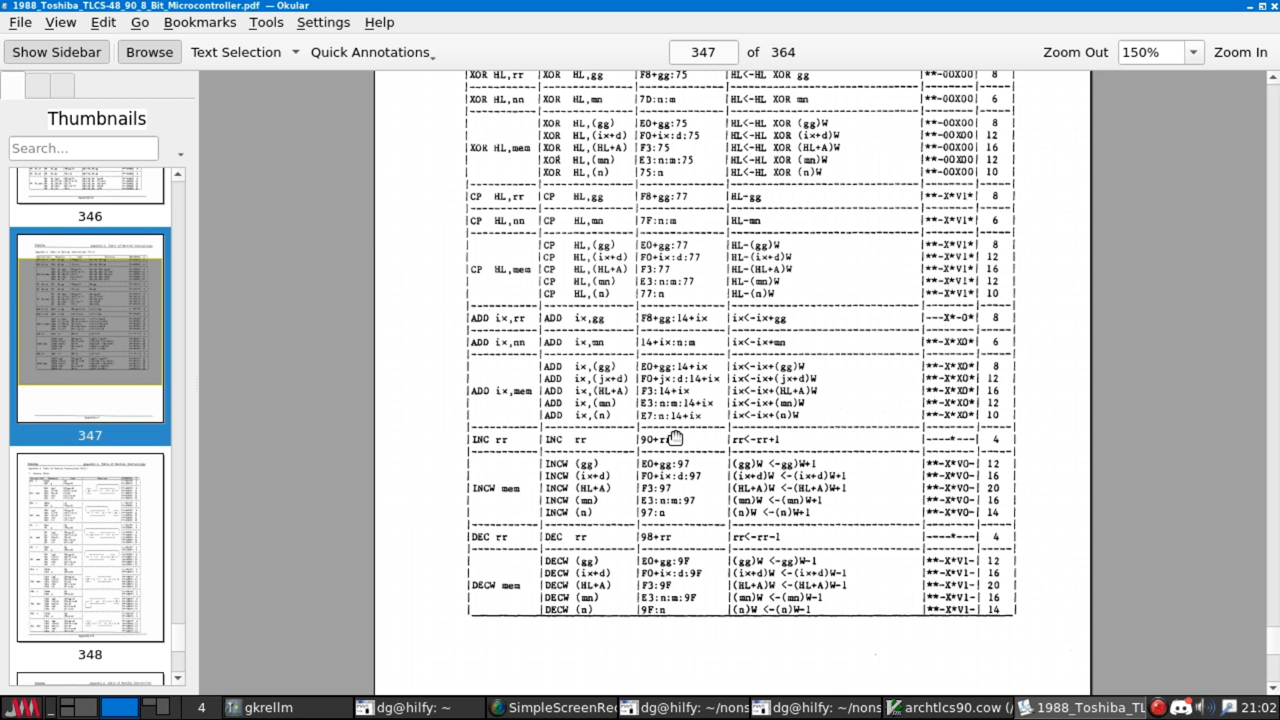 1988_Toshiba_TLCS-48_90_8_Bit_Microcontroller.pdf — Okular
File View Edit Go Bookmarks Tools Settings Help
Show Sidebar Browse Text Selection Quick Annotations 347 of 364 Zoom Out 150% Zoom In
Thumbnails
Search...
346
347
348
|XOR HL,rr |XOR HL,gg |F8+gg:75 |HL<-HL XOR gg |**-00X00| 8
|XOR HL,nn |XOR HL,mn |7D:n:m |HL<-HL XOR mn |**-00X00| 6
XOR HL,(gg) |E0+gg:75 |HL<-HL XOR (gg)W |**-00X00| 8
XOR HL,(ix+d) |F0+ix:d:75 |HL<-HL XOR (ix+d)W |**-00X00| 12
|XOR HL,mem |XOR HL,(HL+A) |F3:75 |HL<-HL XOR (HL+A)W |**-00X00| 16
XOR HL,(mn) |E3:n:m:75 |HL<-HL XOR (mn)W |**-00X00| 12
XOR HL,(n) |75:n |HL<-HL XOR (n)W |**-00X00| 10
|CP HL,rr |CP HL,gg |F8+gg:77 |HL-gg |**-X*V1*| 8
|CP HL,nn |CP HL,mn |7F:n:m |HL-mn |**-X*V1*| 6
|CP HL,(gg) |E0+gg:77 |HL-(gg)W |**-X*V1*| 8
|CP HL,(ix+d) |F0+ix:d:77 |HL-(ix+d)W |**-X*V1*| 12
|CP HL,mem |CP HL,(HL+A) |F3:77 |HL-(HL+A)W |**-X*V1*| 16
|CP HL,(mn) |E3:n:m:77 |HL-(mn)W |**-X*V1*| 12
|CP HL,(n) |77:n |HL-(n)W |**-X*V1*| 10
|ADD ix,rr |ADD ix,gg |F8+gg:14+ix |ix<-ix+gg |---X*-0*| 8
|ADD ix,nn |ADD ix,mn |14+ix:n:m |ix<-ix+mn |**-X*X0*| 6
|ADD ix,(gg) |E0+gg:14+ix |ix<-ix+(gg)W |**-X*X0*| 8
|ADD ix,(jx+d) |F0+jx:d:14+ix |ix<-ix+(jx+d)W |**-X*X0*| 12
|ADD ix,mem |ADD ix,(HL+A) |F3:14+ix |ix<-ix+(HL+A)W |**-X*X0*| 16
|ADD ix,(mn) |E3:n:m:14+ix |ix<-ix+(mn)W |**-X*X0*| 12
|ADD ix,(n) |E7:n:14+ix |ix<-ix+(n)W |**-X*X0*| 10
|INC rr |INC rr |90+rr |rr<-rr+1 |----*---| 4
|INCW (gg) |E0+gg:97 |(gg)W <-gg)W+1 |**-X*V0-| 12
|INCW (ix+d) |F0+ix:d:97 |(ix+d)W <-(ix+d)W+1 |**-X*V0-| 16
|INCW mem |INCW (HL+A) |F3:97 |(HL+A)W <-(HL+A)W+1 |**-X*V0-| 20
|INCW (mn) |E3:n:m:97 |(mn)W <-(mn)W+1 |**-X*V0-| 16
|INCW (n) |97:n |(n)W <-(n)W+1 |**-X*V0-| 14
|DEC rr |DEC rr |98+rr |rr<-rr-1 |----*---| 4
|DECW (gg) |E0+gg:9F |(gg)W <-gg)W-1 |**-X*V1-| 12
|DECW (ix+d) |F0+ix:d:9F |(ix+d)W <-(ix+d)W-1 |**-X*V1-| 16
|DECW mem |DECW (HL+A) |F3:9F |(HL+A)W <-(HL+A)W-1 |**-X*V1-| 20
|DECW (mn) |E3:n:m:9F |(mn)W <-(mn)W-1 |**-X*V1-| 16
|DECW (n) |9F:n |(n)W <-(n)W-1 |**-X*V1-| 14
4 gkrellm dg@hilfy: ~ SimpleScreenRec dg@hilfy: ~/nons dg@hilfy: ~/nons archtlcs90.cow (/ 1988_Toshiba_TL 21:02